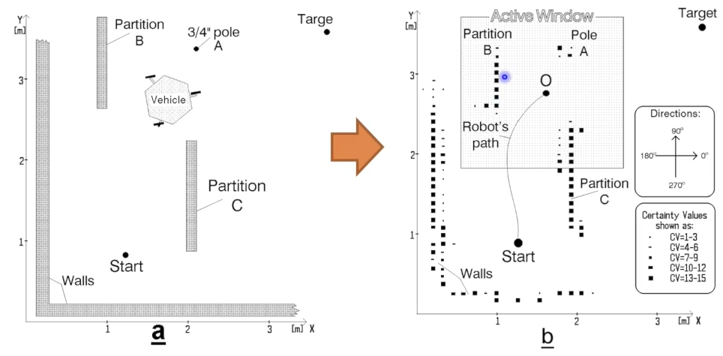 Y
[m]
Partition
B
3/4" pole
A
Targe
3
Vehicle
2
Partition
C
1
Start
Walls
1
2
3
[m] X
a
Active Window
Y
[m]
Target
Partition
B
Pole
A
3
O
Robot's
path
2
Partition
C
1
Start
Walls
1
2
3
[m] X
b
Directions:
90°
180°
0°
270°
Certainty Values
shown as:
CV=1-3
CV=4-6
CV=7-9
CV=10-12
CV=13-15